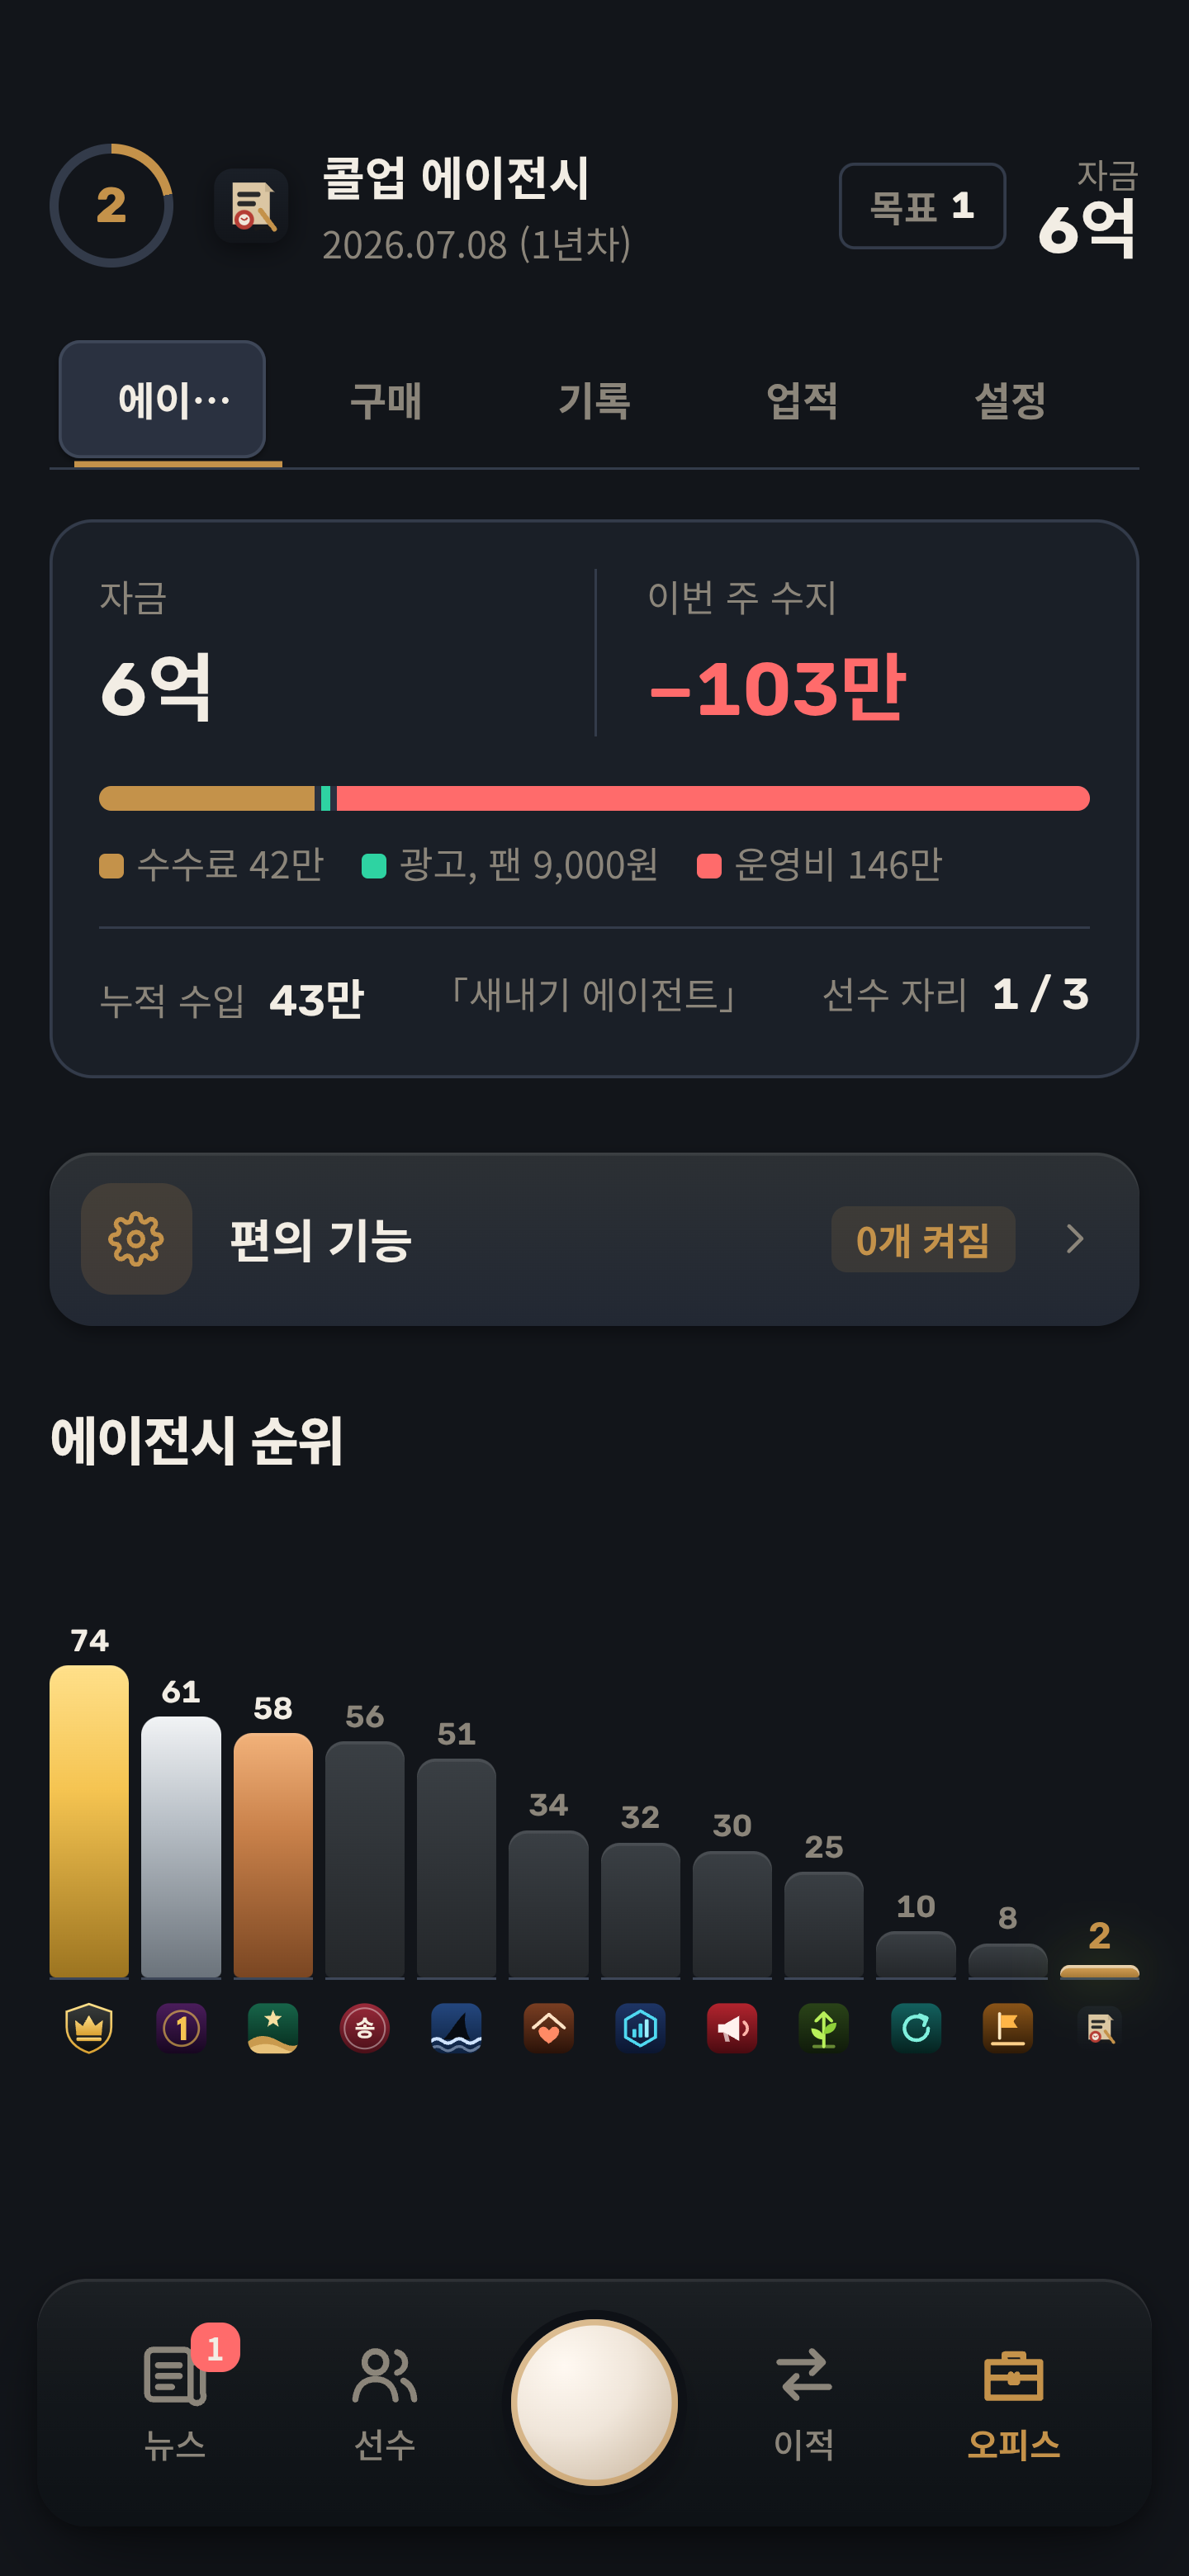 2
콜업 에이전시
2026.07.08 (1년차)
목표 1
자금
6억
에이…
구매
기록
업적
설정
자금
6억
이번 주 수지
–103만
수수료 42만
광고, 팬 9,000원
운영비 146만
누적 수입 43만
「새내기 에이전트」
선수 자리 1 / 3
편의 기능
0개 켜짐
에이전시 순위
74
61
58
56
51
34
32
30
25
10
8
2
1
송
1
뉴스
선수
이적
오피스